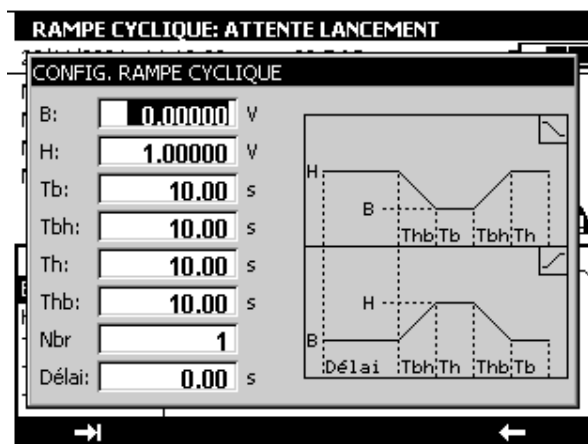 RAMPE CYCLIQUE: ATTENTE LANCEMENT
CONFIG. RAMPE CYCLIQUE
B: 0.00000 V
H: 1.00000 V
Tb: 10.00 s
Tbh: 10.00 s
Th: 10.00 s
Thb: 10.00 s
Nbr 1
Délai: 0.00 s
H
B
Thb Tb Tbh Th
H
B
Délai Tbh Th Thb Tb